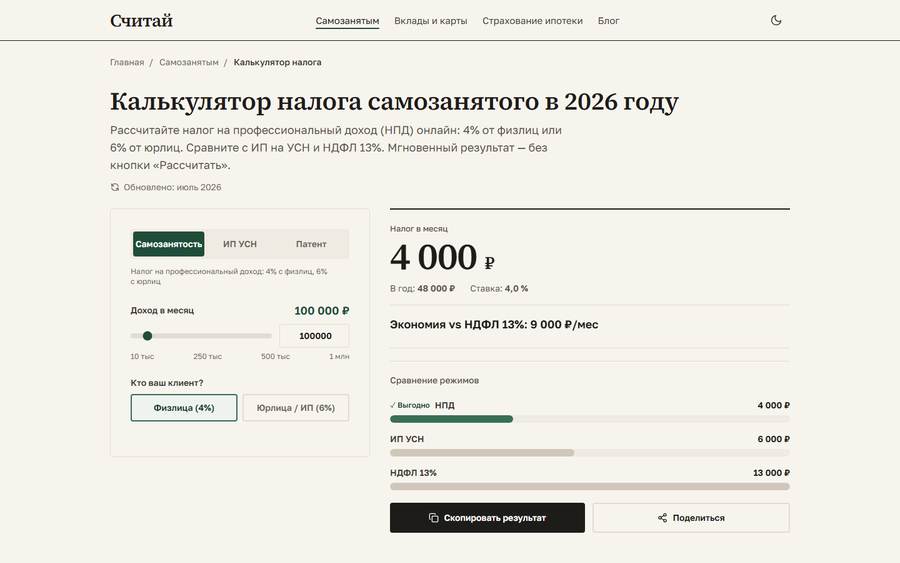 Считай
Самозанятым
Вклады и карты
Страхование ипотеки
Блог
Главная / Самозанятым / Калькулятор налога
Калькулятор налога самозанятого в 2026 году
Рассчитайте налог на профессиональный доход (НПД) онлайн: 4% от физлиц или
6% от юрлиц. Сравните с ИП на УСН и НДФЛ 13%. Мгновенный результат — без
кнопки «Рассчитать».
Обновлено: июль 2026
Самозанятость
ИП УСН
Патент
Налог на профессиональный доход: 4% с физлиц, 6%
с юрлиц
Доход в месяц
100 000 ₽
100000
10 тыс
250 тыс
500 тыс
1 млн
Кто ваш клиент?
Физлица (4%)
Юрлица / ИП (6%)
Налог в месяц
4 000 ₽
В год: 48 000 ₽
Ставка: 4,0 %
Экономия vs НДФЛ 13%: 9 000 ₽/мес
Сравнение режимов
✓ Выгодно НПД
4 000 ₽
ИП УСН
6 000 ₽
НДФЛ 13%
13 000 ₽
Скопировать результат
Поделиться